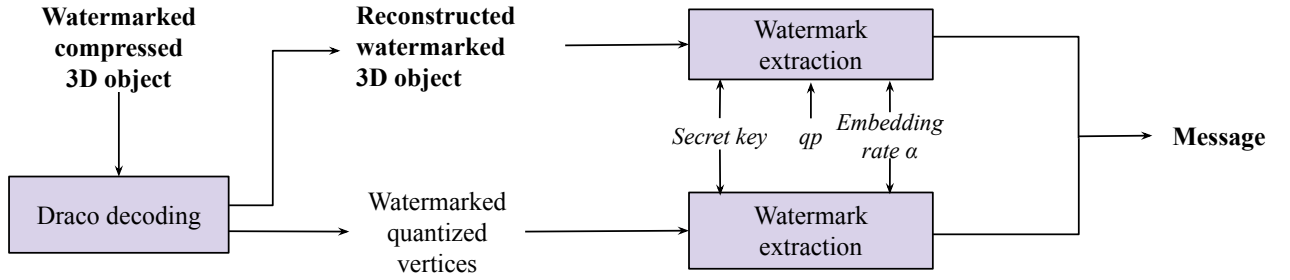 Watermarked
compressed
3D object
Reconstructed
watermarked
3D object
Watermark
extraction
Secret key
qp
Embedding
rate α
Message
Draco decoding
Watermarked
quantized
vertices
Watermark
extraction